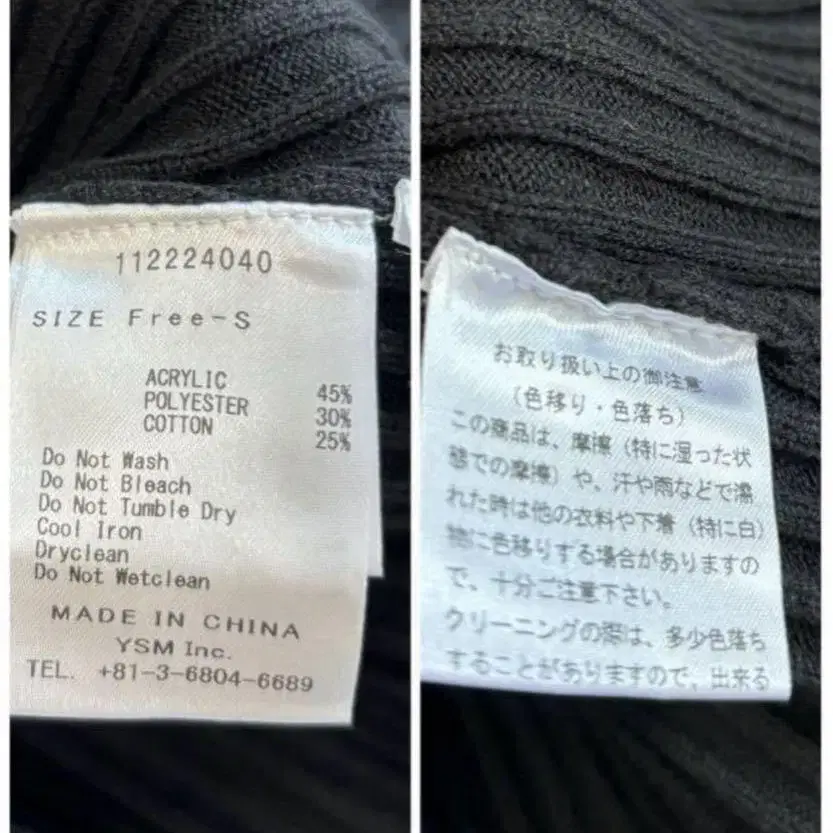 112224040
SIZE Free-S
ACRYLIC 45%
POLYESTER 30%
COTTON 25%
Do Not Wash
Do Not Bleach
Do Not Tumble Dry
Cool Iron
Dryclean
Do Not Wetclean
MADE IN CHINA
YSM Inc.
TEL. +81-3-6804-6689
お取り扱い上の御注意
(色移り・色落ち)
この商品は、摩擦(特に湿った状
態での摩擦)や、汗や雨などで濡
れた時は他の衣料や下着(特に白)
物に色移りする場合がありますの
で、十分ご注意下さい。
クリーニングの際は、多少色落ち
することがありますので、出来る